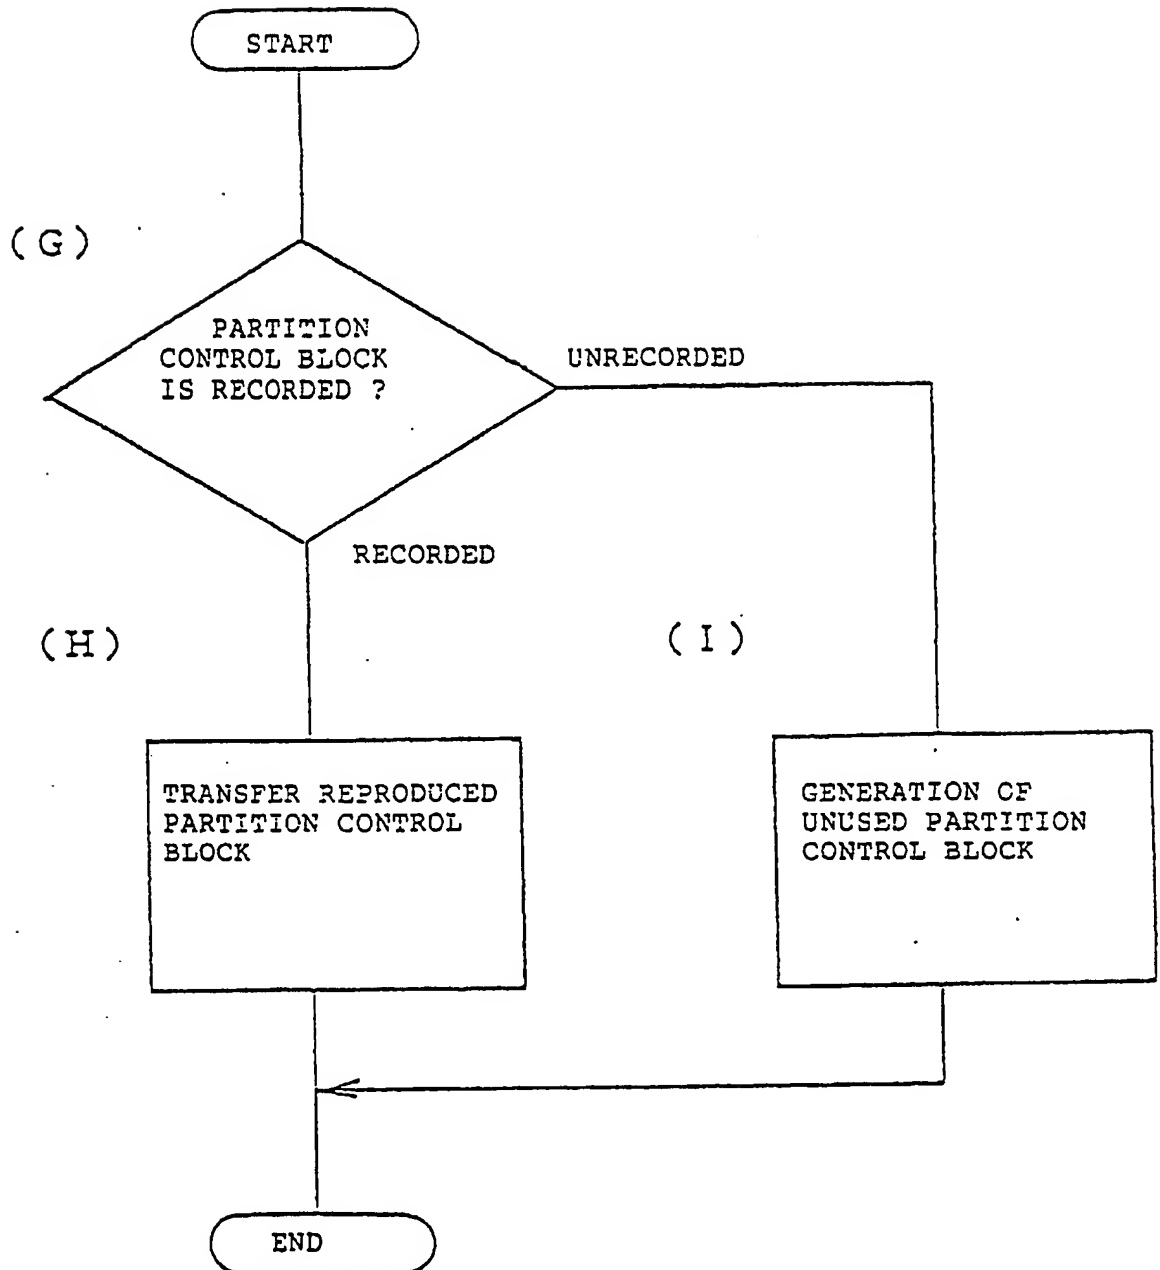 START
(G)
PARTITION
CONTROL BLOCK
IS RECORDED ?
UNRECORDED
RECORDED
(H)
(I)
TRANSFER REPRODUCED
PARTITION CONTROL
BLOCK
GENERATION OF
UNUSED PARTITION
CONTROL BLOCK
END